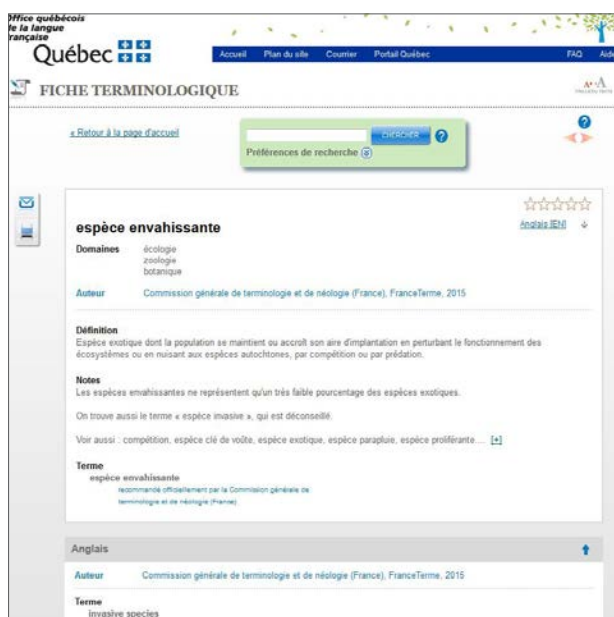 Office québécois
de la langue
française
Québec
Accueil Plan du site Courrier Portail Québec FAQ Aide
FICHE TERMINOLOGIQUE
« Retour à la page d'accueil
CHERCHER
Préférences de recherche
espèce envahissante
Anglais [EN]
Domaines écologie
zoologie
botanique
Auteur Commission générale de terminologie et de néologie (France), FranceTerme, 2015
Définition
Espèce exotique dont la population se maintient ou accroît son aire d'implantation en perturbant le fonctionnement des
écosystèmes ou en nuisant aux espèces autochtones, par compétition ou par prédation.
Notes
Les espèces envahissantes ne représentent qu'un très faible pourcentage des espèces exotiques.
On trouve aussi le terme « espèce invasive », qui est déconseillé.
Voir aussi : compétition, espèce clé de voûte, espèce exotique, espèce parapluie, espèce proliférante.... [+]
Terme
espèce envahissante
recommandé officiellement par la Commission générale de
terminologie et de néologie (France)
Anglais
Auteur Commission générale de terminologie et de néologie (France), FranceTerme, 2015
Terme
invasive species